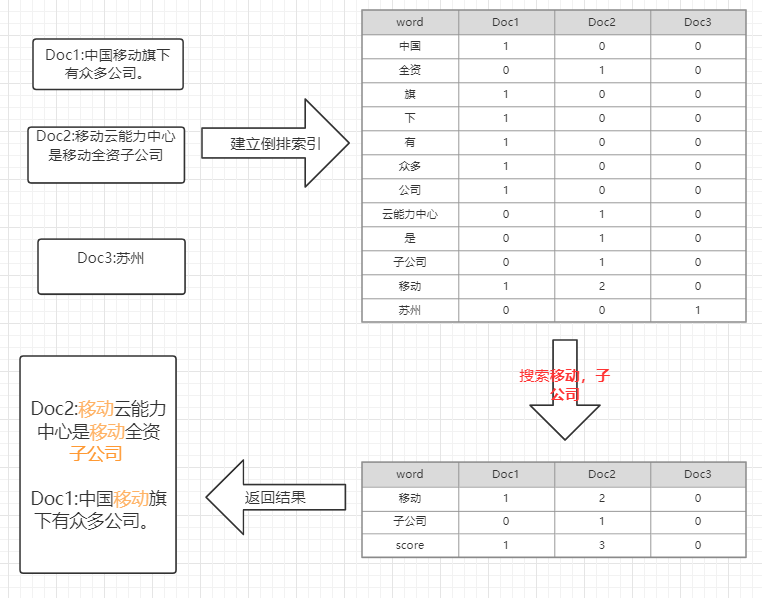 Doc1:中国移动旗下
有众多公司。
Doc2:移动云能力中心
是移动全资子公司
Doc3:苏州
建立倒排索引
word Doc1 Doc2 Doc3
中国 1 0 0
全资 0 1 0
旗 1 0 0
下 1 0 0
有 1 0 0
众多 1 0 0
公司 1 0 0
云能力中心 0 1 0
是 0 1 0
子公司 0 1 0
移动 1 2 0
苏州 0 0 1
搜索移动，子
公司
word Doc1 Doc2 Doc3
移动 1 2 0
子公司 0 1 0
score 1 3 0
返回结果
Doc2:移动云能力
中心是移动全资
子公司
Doc1:中国移动旗
下有众多公司。